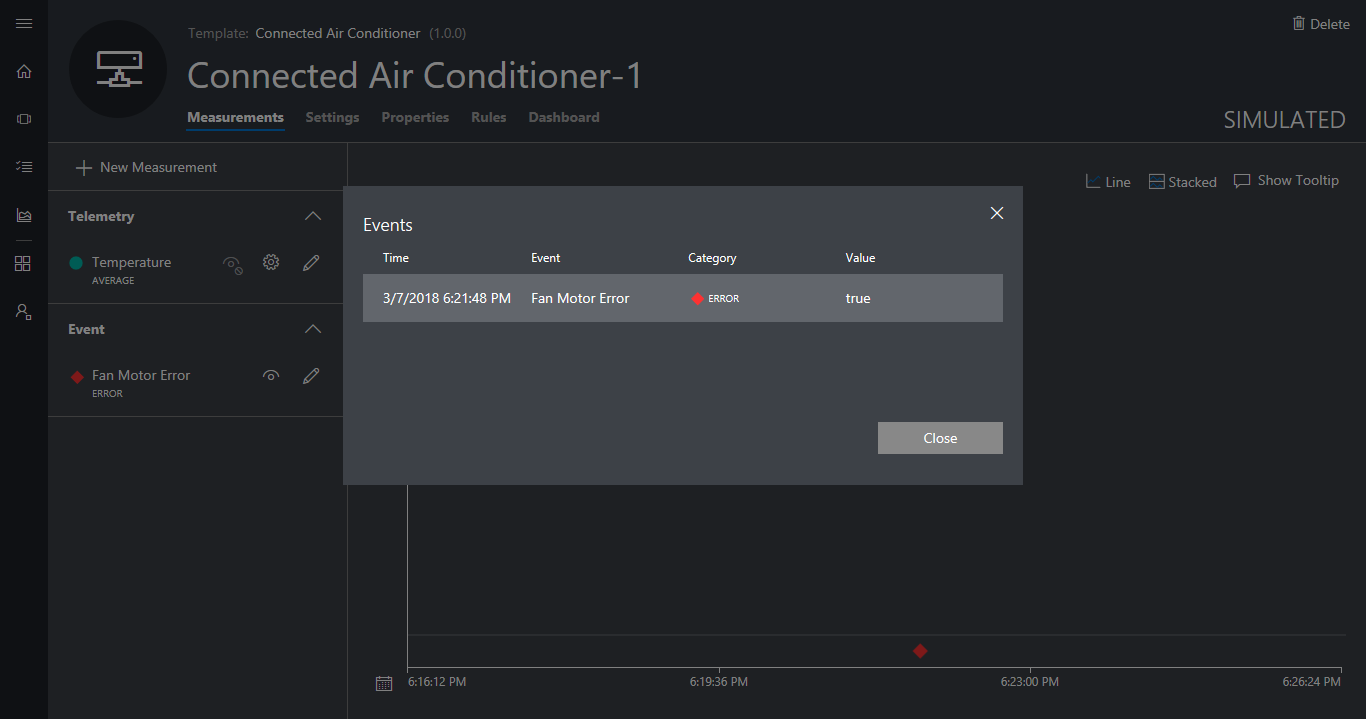 Template: Connected Air Conditioner (1.0.0)
Delete
Connected Air Conditioner-1
Measurements Settings Properties Rules Dashboard
SIMULATED
New Measurement
Line Stacked Show Tooltip
Telemetry
Temperature
AVERAGE
Event
Fan Motor Error
ERROR
Events
Time Event Category Value
3/7/2018 6:21:48 PM Fan Motor Error ERROR true
Close
6:16:12 PM 6:19:36 PM 6:23:00 PM 6:26:24 PM